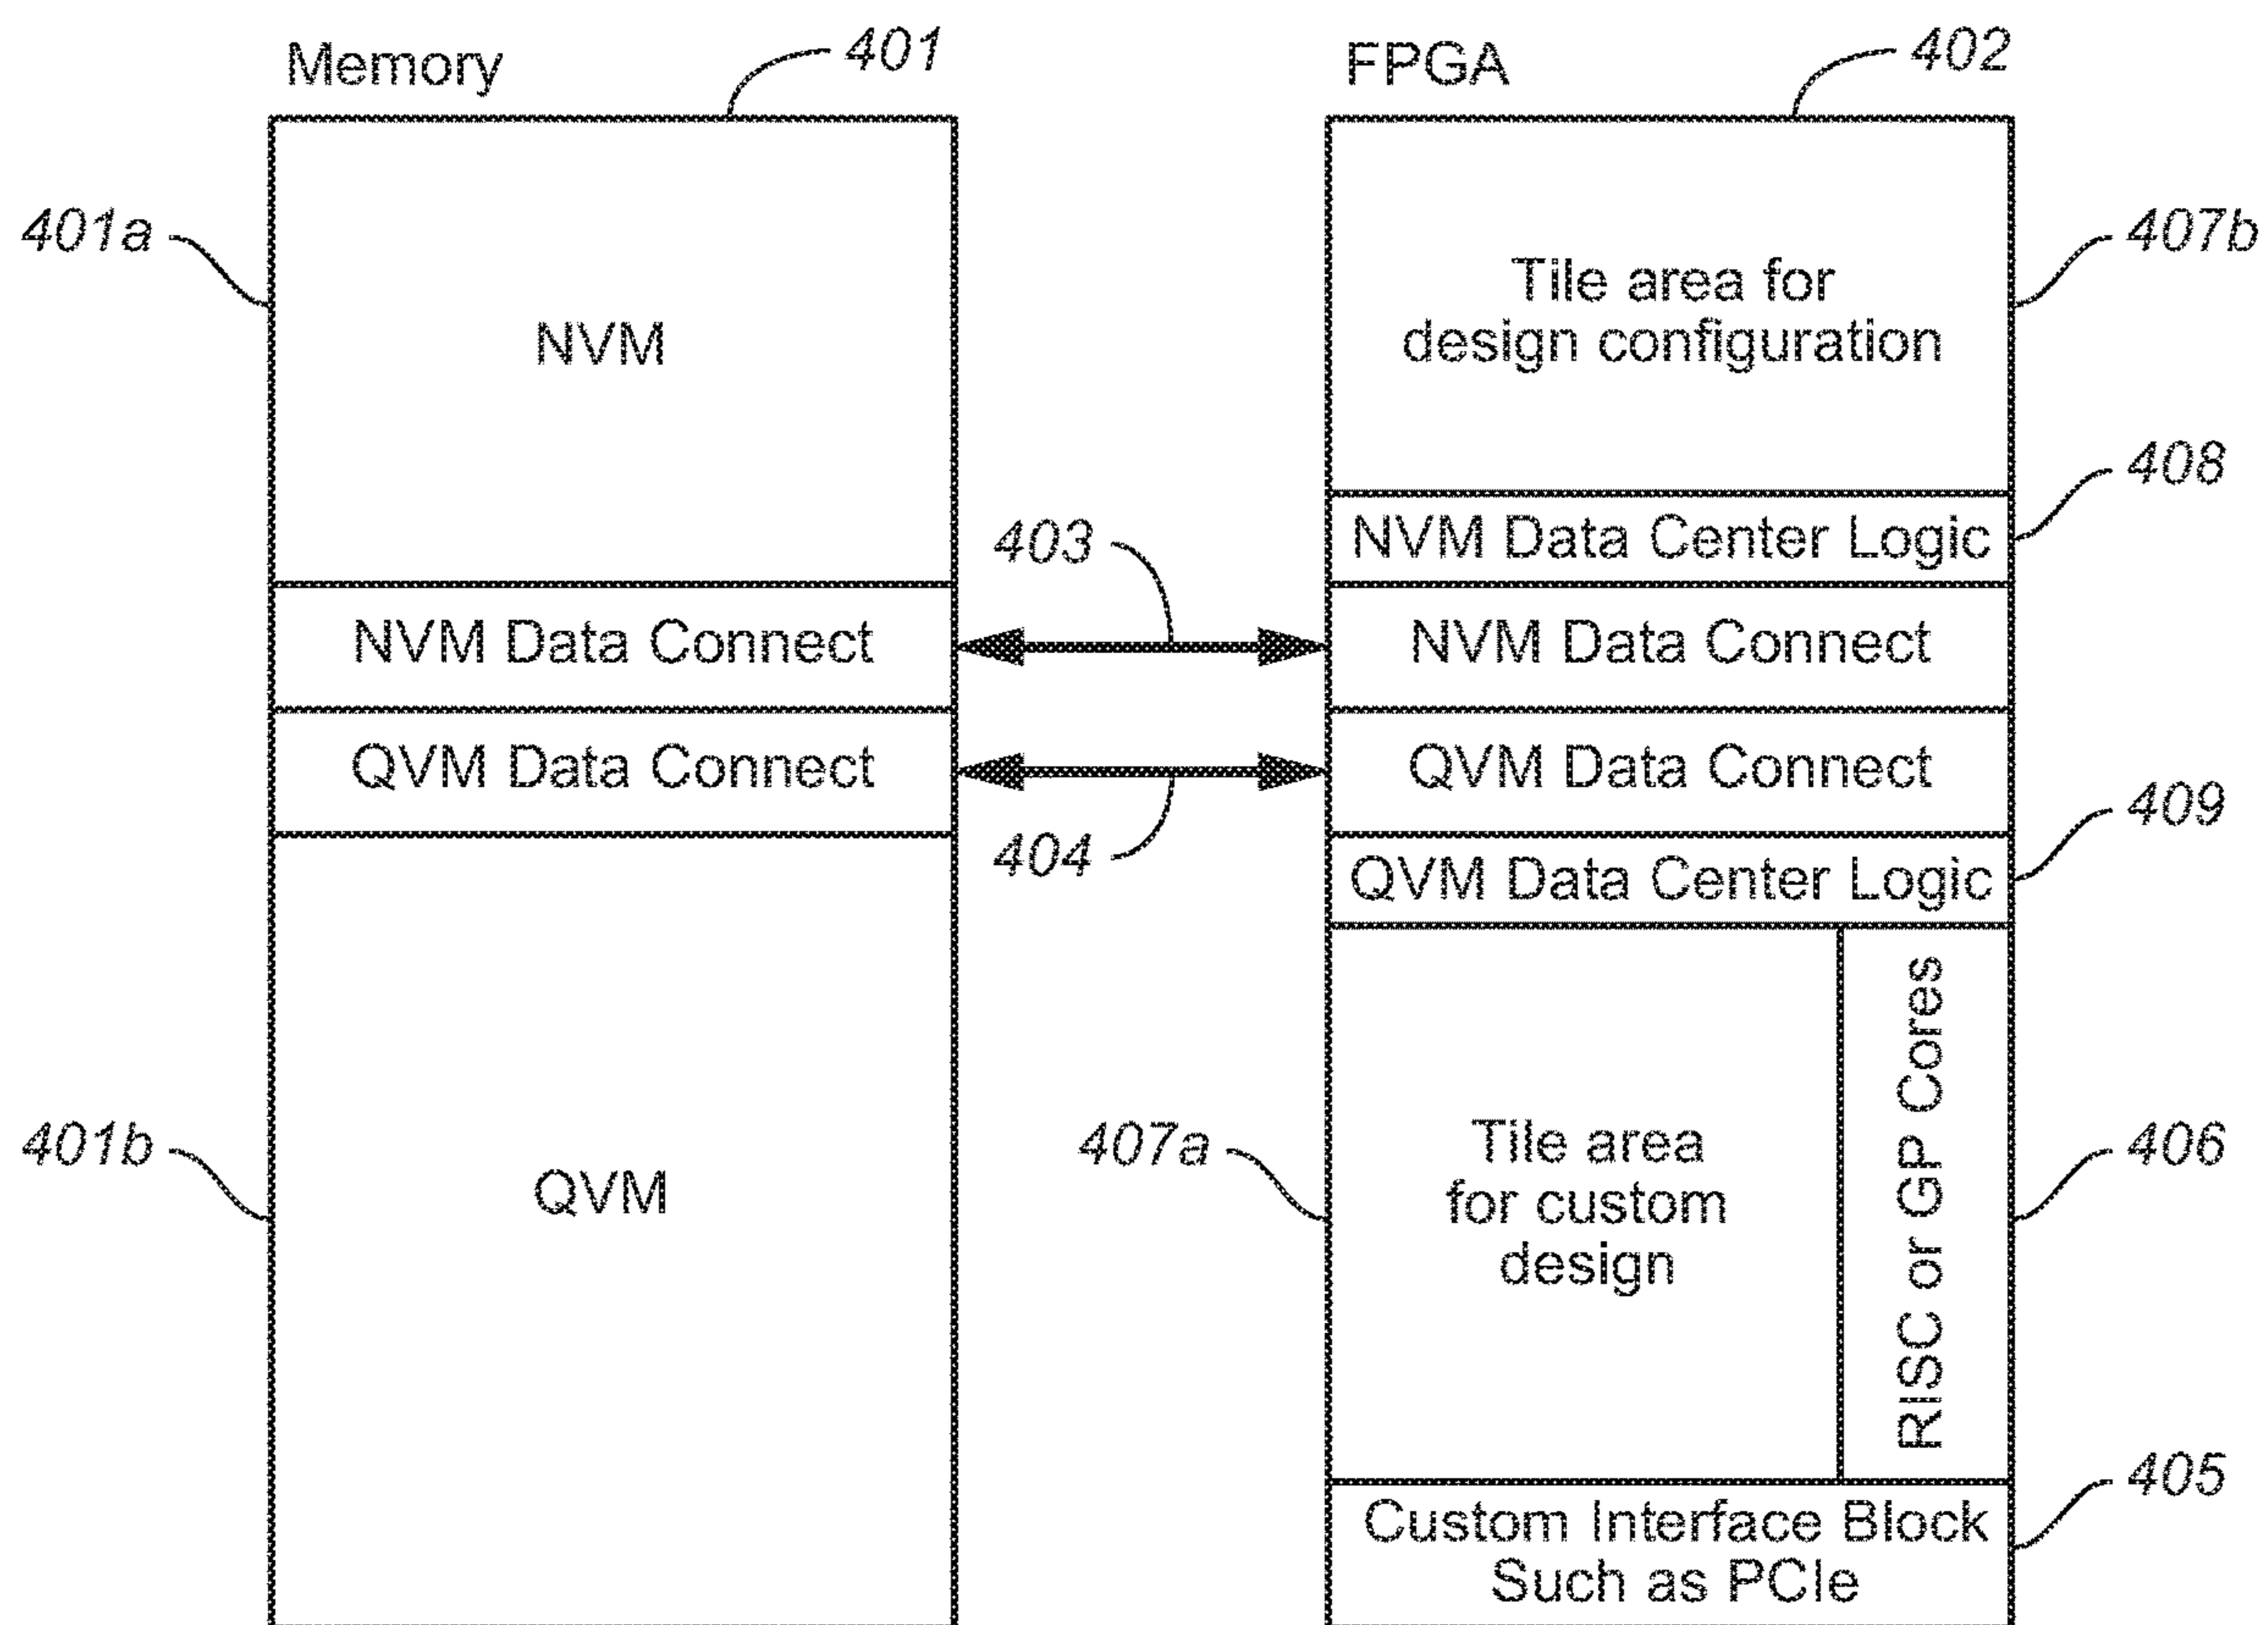 Memory
401
FPGA
402
401a
NVM
Tile area for
design configuration
407b
408
NVM Data Center Logic
403
NVM Data Connect
NVM Data Connect
QVM Data Connect
QVM Data Connect
404
409
QVM Data Center Logic
401b
QVM
407a
Tile area
for custom
design
RISC or GP Cores
406
405
Custom Interface Block
Such as PCIe